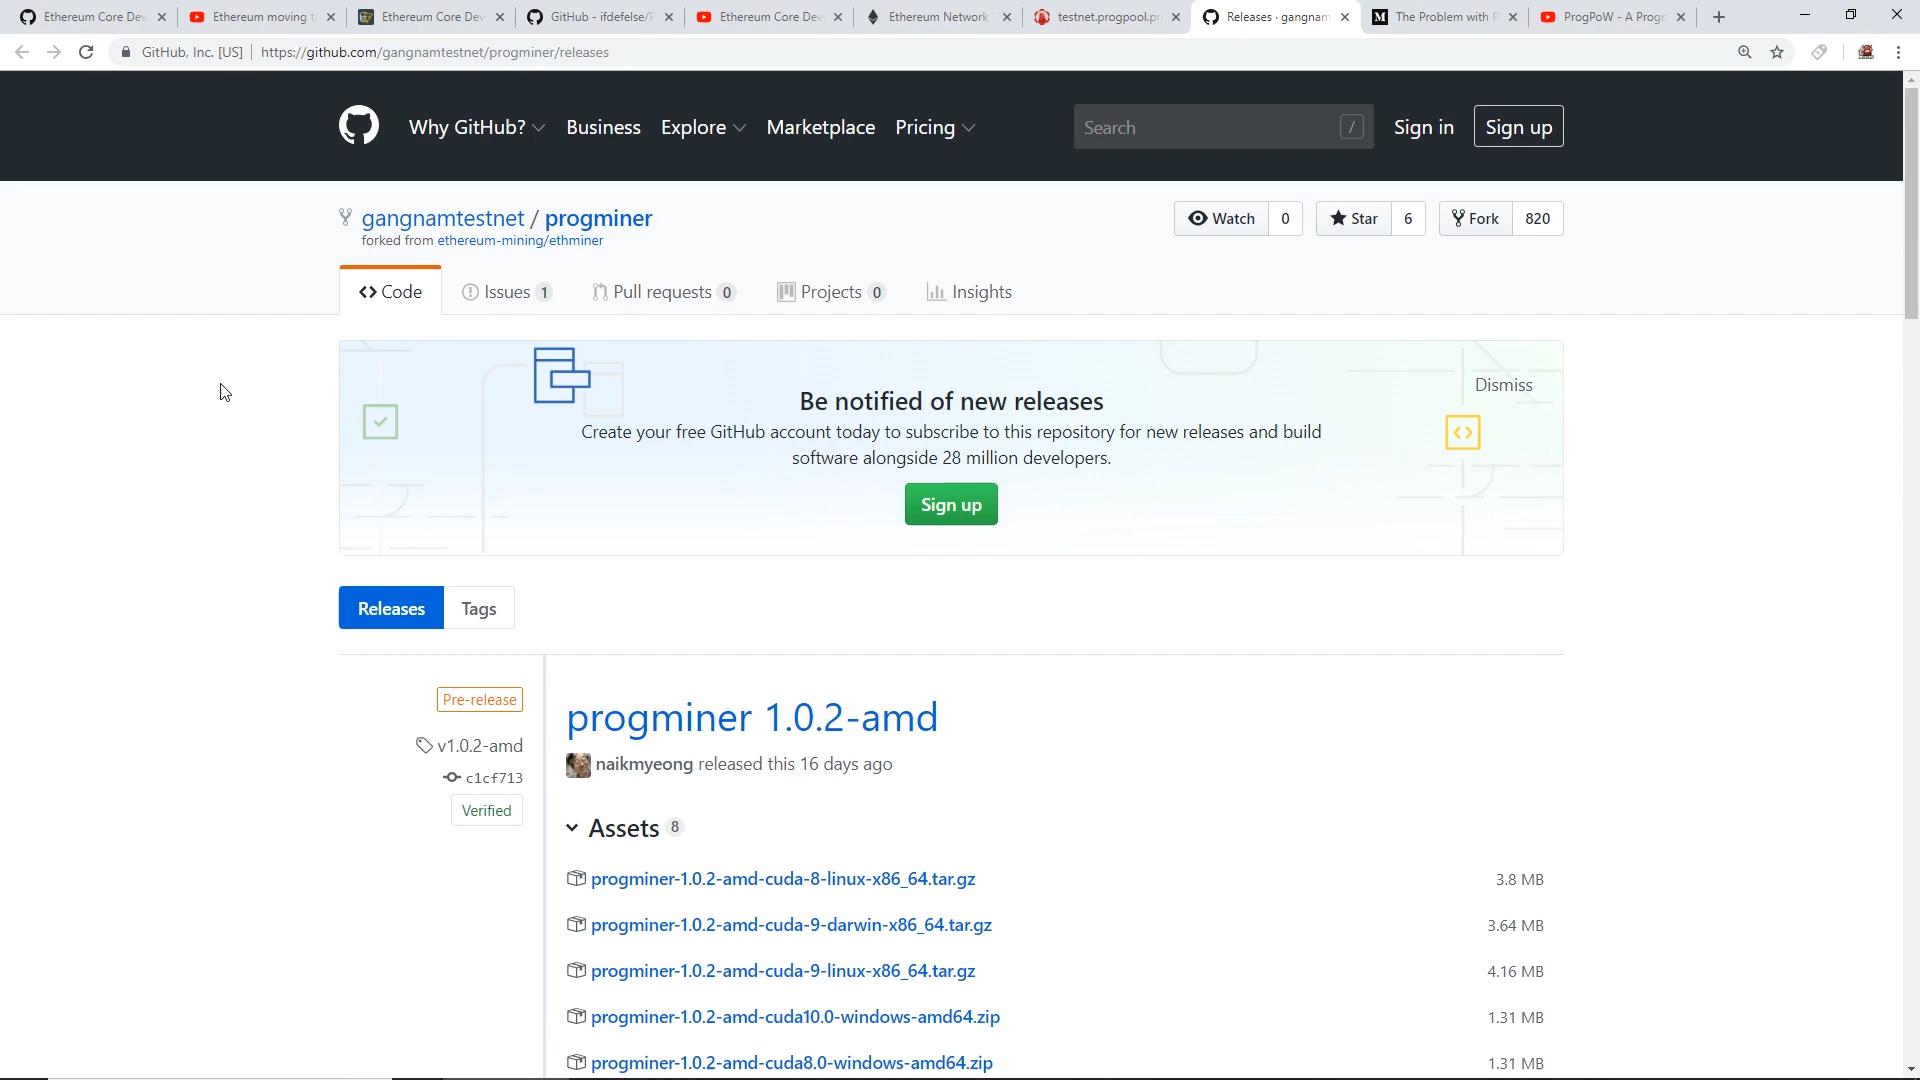 Ethereum Core De
Ethereum moving t
Ethereum Core De
GitHub - ifdefelse/
Ethereum Core De
Ethereum Network
testnet.progpool.pr
Releases · gangnam
The Problem with
ProgPoW - A Prog
GitHub, Inc. [US]
https://github.com/gangnamtestnet/progminer/releases
Why GitHub?
Business
Explore
Marketplace
Pricing
Search
/
Sign in
Sign up
gangnamtestnet / progminer
Watch 0
Star 6
Fork 820
forked from ethereum-mining/ethminer
Code
Issues 1
Pull requests 0
Projects 0
Insights
Dismiss
Be notified of new releases
Create your free GitHub account today to subscribe to this repository for new releases and build
software alongside 28 million developers.
Sign up
Releases
Tags
Pre-release
v1.0.2-amd
c1cf713
Verified
progminer 1.0.2-amd
naikmyeong released this 16 days ago
Assets 8
progminer-1.0.2-amd-cuda-8-linux-x86_64.tar.gz 3.8 MB
progminer-1.0.2-amd-cuda-9-darwin-x86_64.tar.gz 3.64 MB
progminer-1.0.2-amd-cuda-9-linux-x86_64.tar.gz 4.16 MB
progminer-1.0.2-amd-cuda10.0-windows-amd64.zip 1.31 MB
progminer-1.0.2-amd-cuda8.0-windows-amd64.zip 1.31 MB